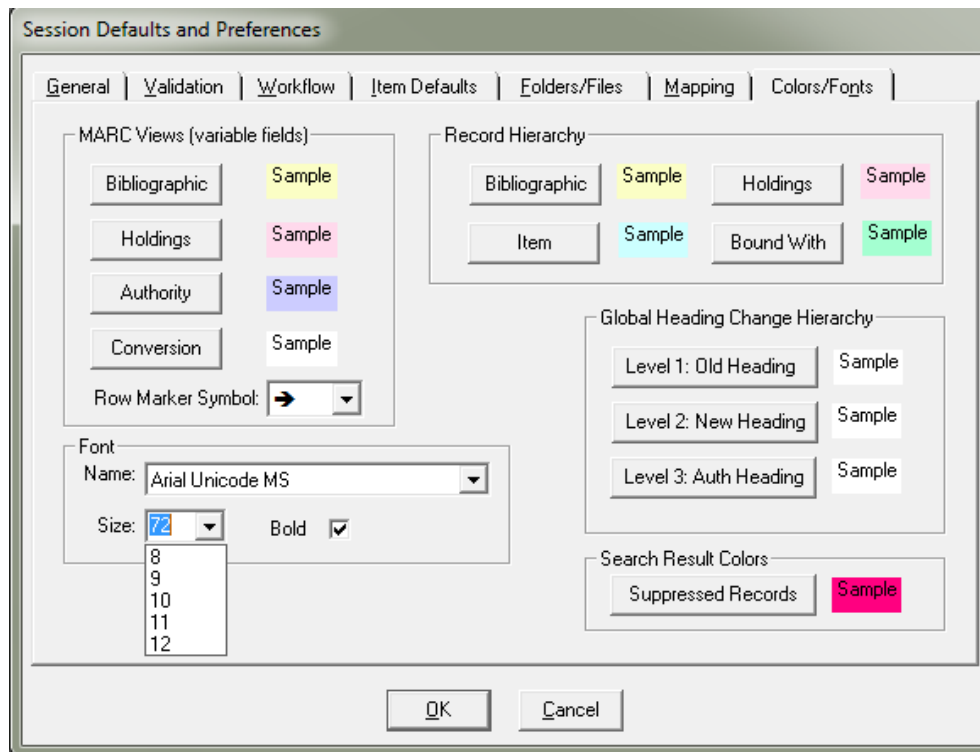 Session Defaults and Preferences
General Validation Workflow Item Defaults Folders/Files Mapping Colors/Fonts
MARC Views (variable fields)
Bibliographic Sample
Holdings Sample
Authority Sample
Conversion Sample
Row Marker Symbol: ➔
Record Hierarchy
Bibliographic Sample Holdings Sample
Item Sample Bound With Sample
Global Heading Change Hierarchy
Level 1: Old Heading Sample
Level 2: New Heading Sample
Level 3: Auth Heading Sample
Font
Name: Arial Unicode MS
Size: 72 Bold
8
9
10
11
12
Search Result Colors
Suppressed Records Sample
OK Cancel